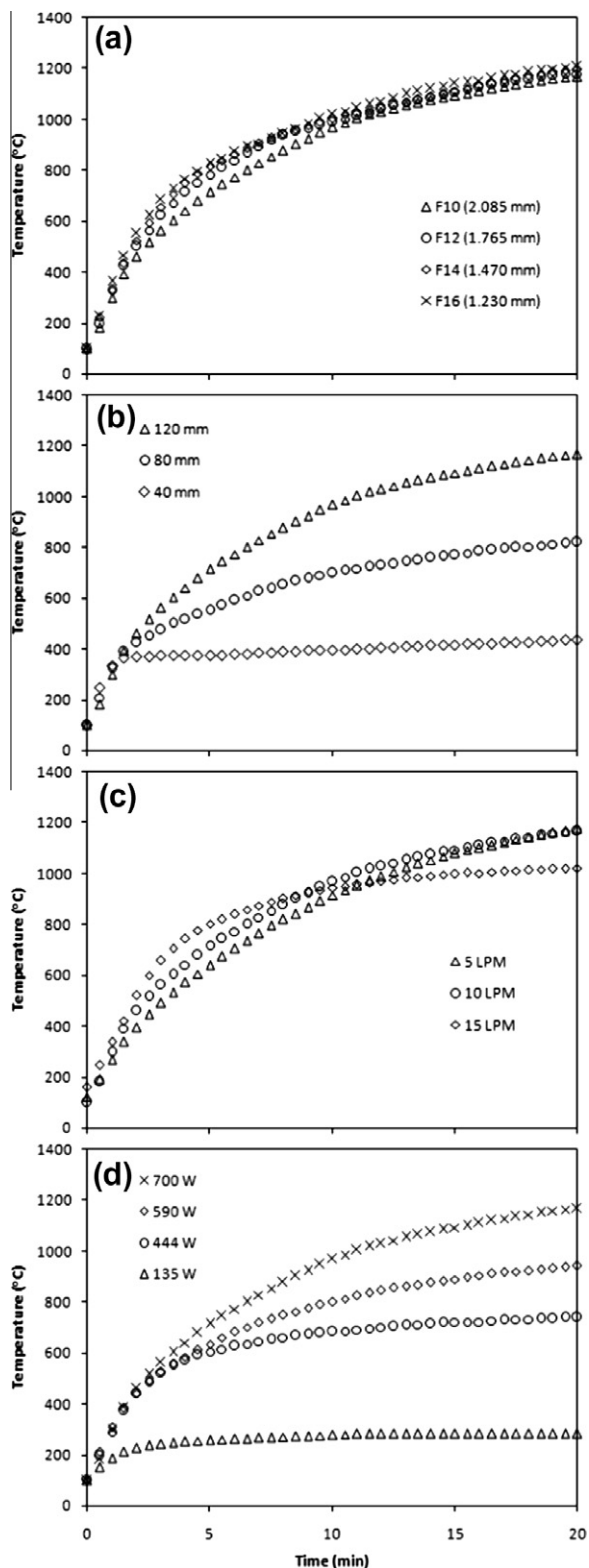 (a)
1400
1200
1000
800
600
400
200
0
Temperature (°C)
△ F10 (2.085 mm)
○ F12 (1.765 mm)
◇ F14 (1.470 mm)
× F16 (1.230 mm)
(b)
1400
1200
1000
800
600
400
200
0
Temperature (°C)
△ 120 mm
○ 80 mm
◇ 40 mm
(c)
1400
1200
1000
800
600
400
200
0
Temperature (°C)
△ 5 LPM
○ 10 LPM
◇ 15 LPM
(d)
1400
1200
1000
800
600
400
200
0
Temperature (°C)
× 700 W
◇ 590 W
○ 444 W
△ 135 W
0 5 10 15 20
Time (min)